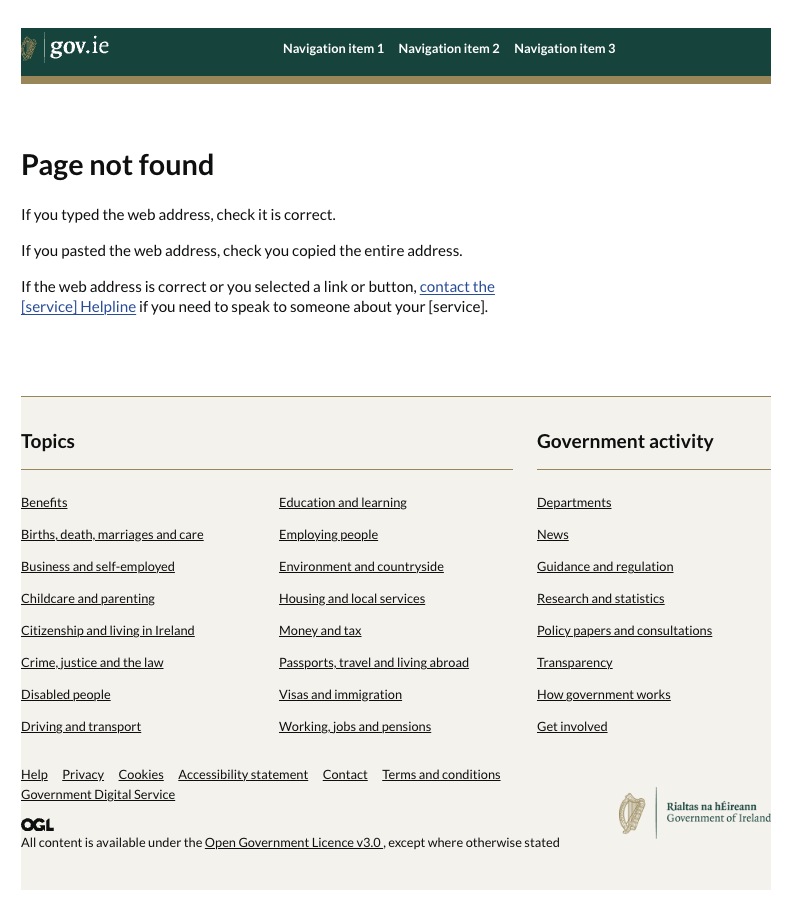 gov.ie
Navigation item 1 Navigation item 2 Navigation item 3
Page not found
If you typed the web address, check it is correct.
If you pasted the web address, check you copied the entire address.
If the web address is correct or you selected a link or button, contact the
[service] Helpline if you need to speak to someone about your [service].
Topics
Benefits
Births, death, marriages and care
Business and self-employed
Childcare and parenting
Citizenship and living in Ireland
Crime, justice and the law
Disabled people
Driving and transport
Education and learning
Employing people
Environment and countryside
Housing and local services
Money and tax
Passports, travel and living abroad
Visas and immigration
Working, jobs and pensions
Government activity
Departments
News
Guidance and regulation
Research and statistics
Policy papers and consultations
Transparency
How government works
Get involved
Help Privacy Cookies Accessibility statement Contact Terms and conditions
Government Digital Service
OGL
All content is available under the Open Government Licence v3.0 , except where otherwise stated
Rialtas na hÉireann
Government of Ireland